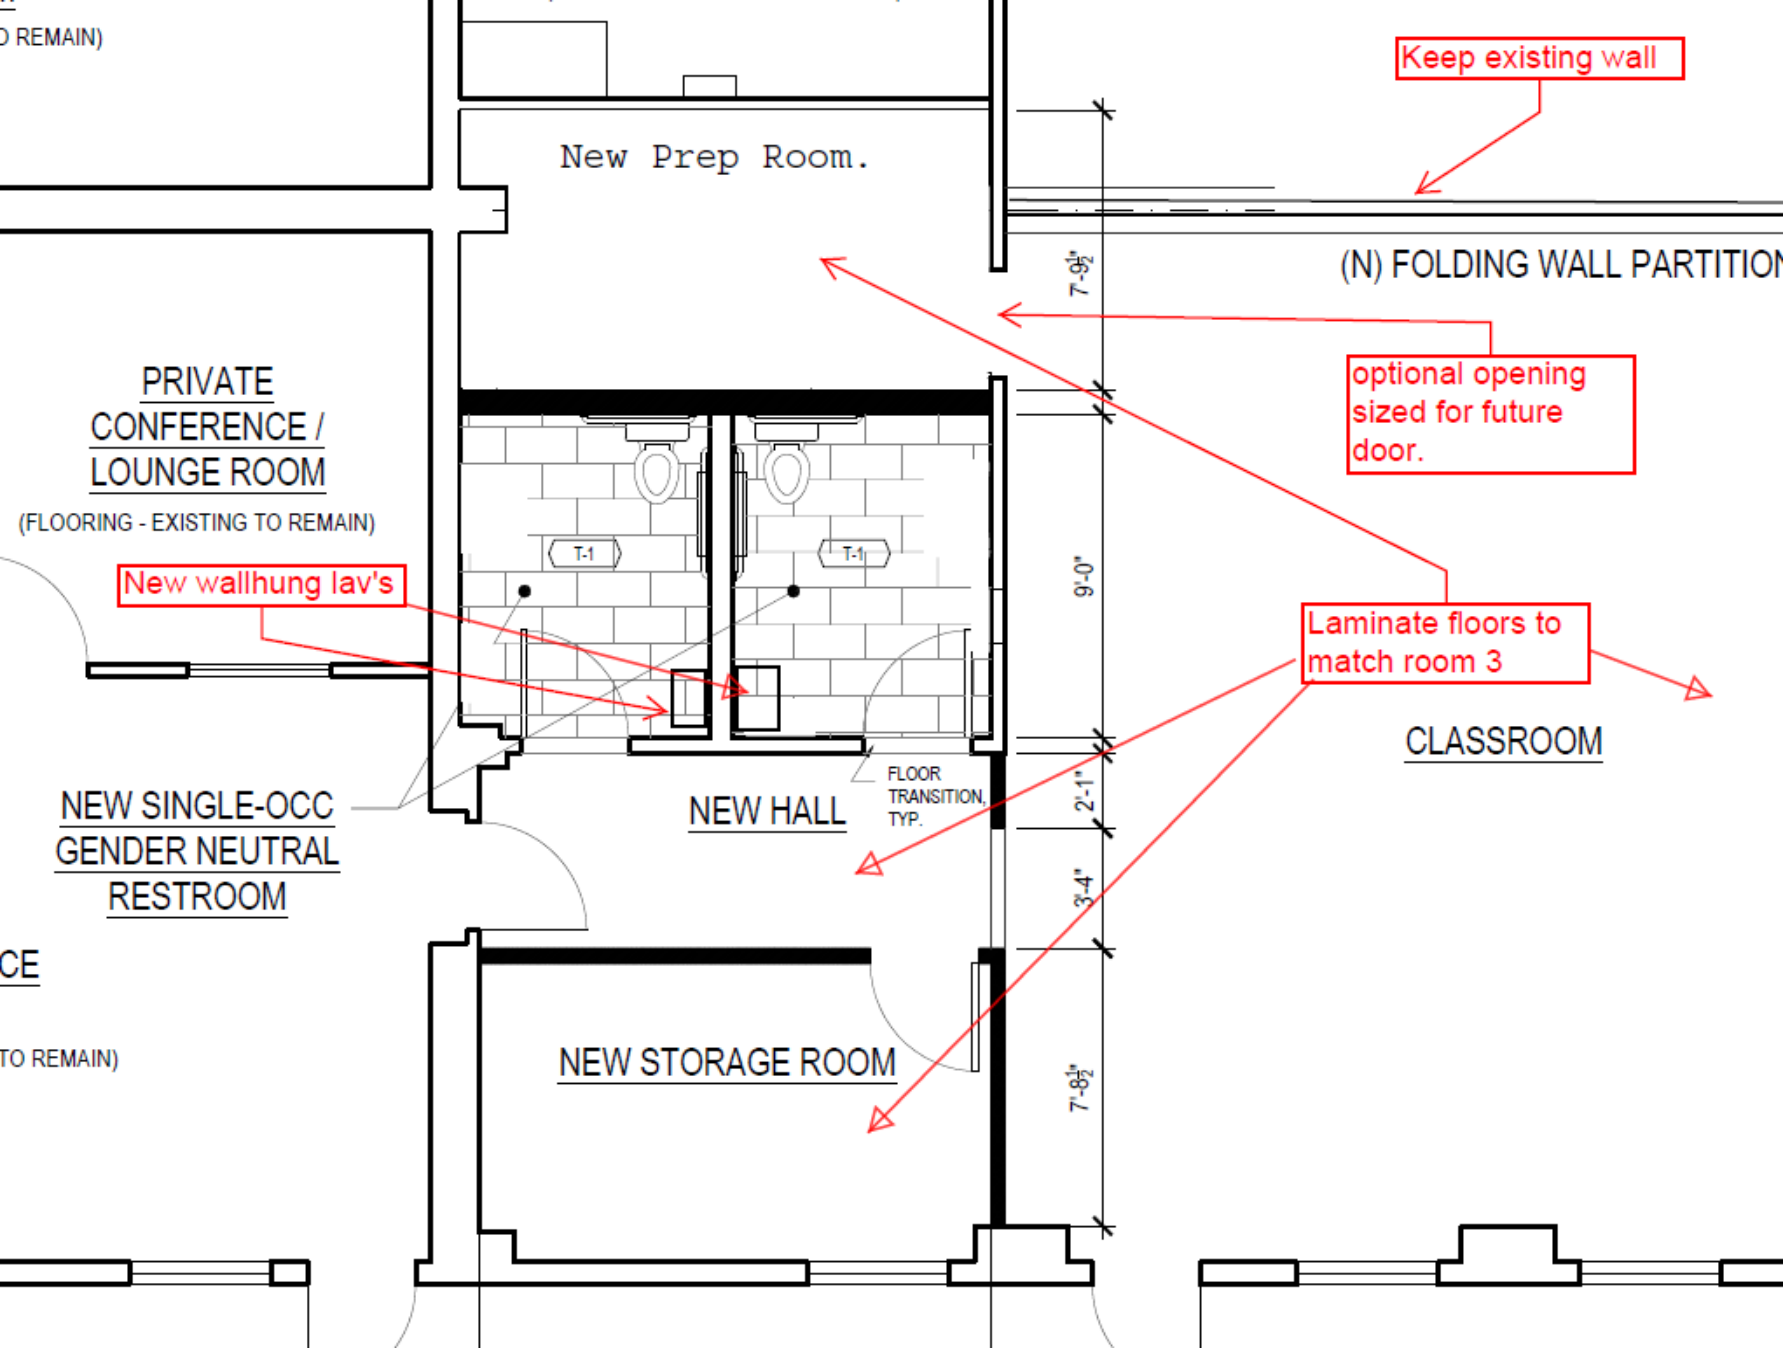 O REMAIN)
Keep existing wall
New Prep Room.
(N) FOLDING WALL PARTITION
7'-9½"
optional opening
sized for future
door.
PRIVATE
CONFERENCE /
LOUNGE ROOM
(FLOORING - EXISTING TO REMAIN)
T-1
T-1
New wallhung lav's
9'-0"
Laminate floors to
match room 3
CLASSROOM
FLOOR
TRANSITION,
TYP.
NEW HALL
2'-1"
NEW SINGLE-OCC
GENDER NEUTRAL
RESTROOM
3'-4"
CE
TO REMAIN)
NEW STORAGE ROOM
7'-8½"